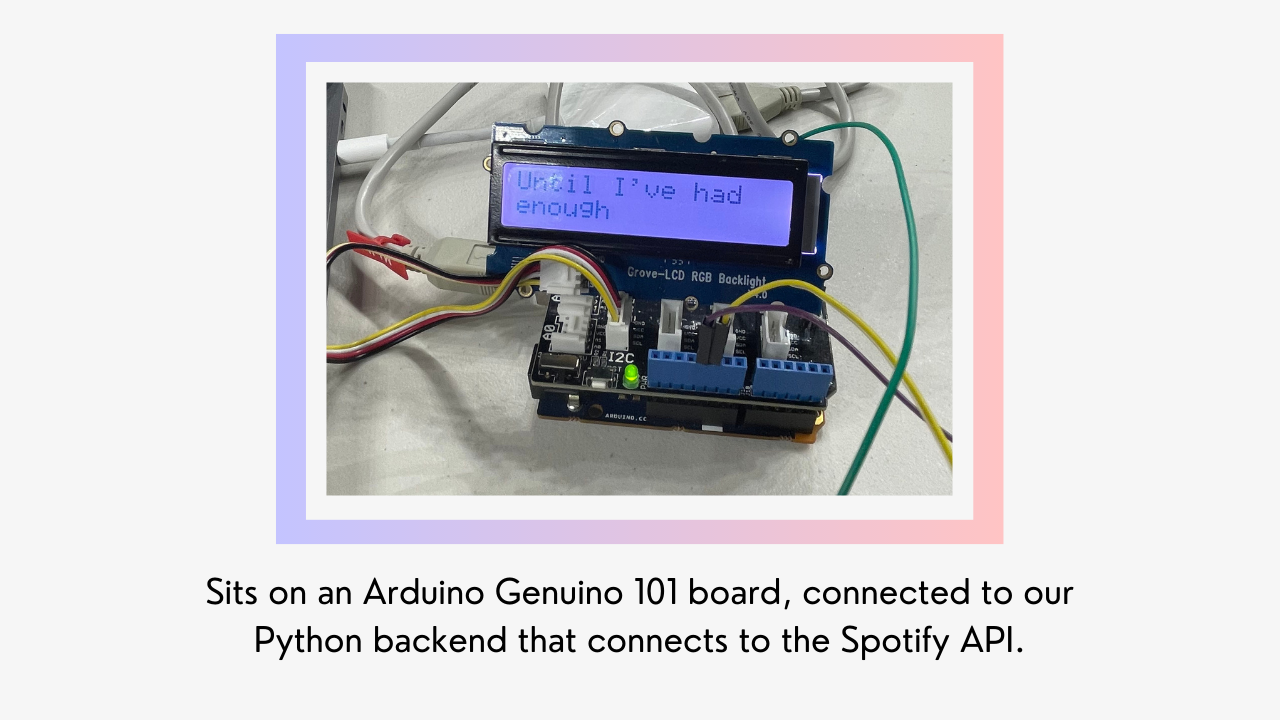 Until I've had
enough
Grove-LCD RGB Backlight
A0
I2C
ARDUINO.CC
Sits on an Arduino Genuino 101 board, connected to our
Python backend that connects to the Spotify API.